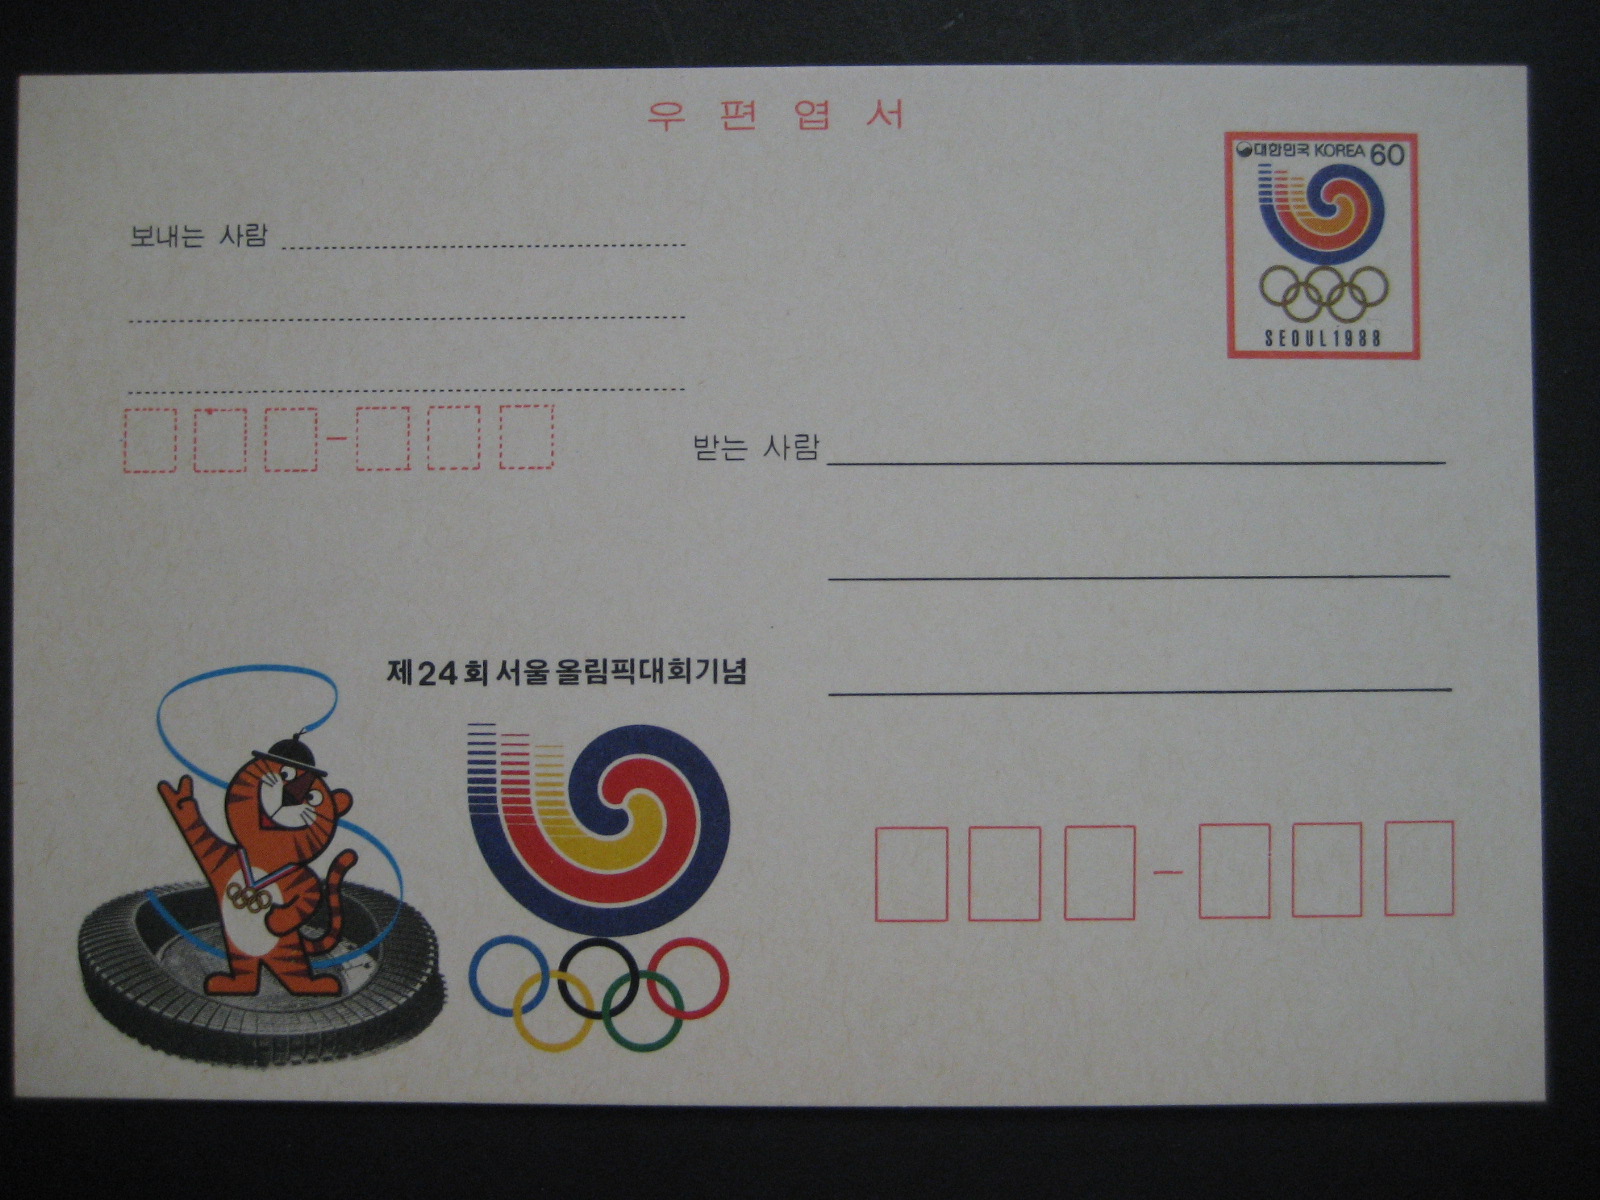 우편엽서
대한민국 KOREA 60
SEOUL1988
보내는 사람
받는 사람
제24회 서울올림픽대회기념